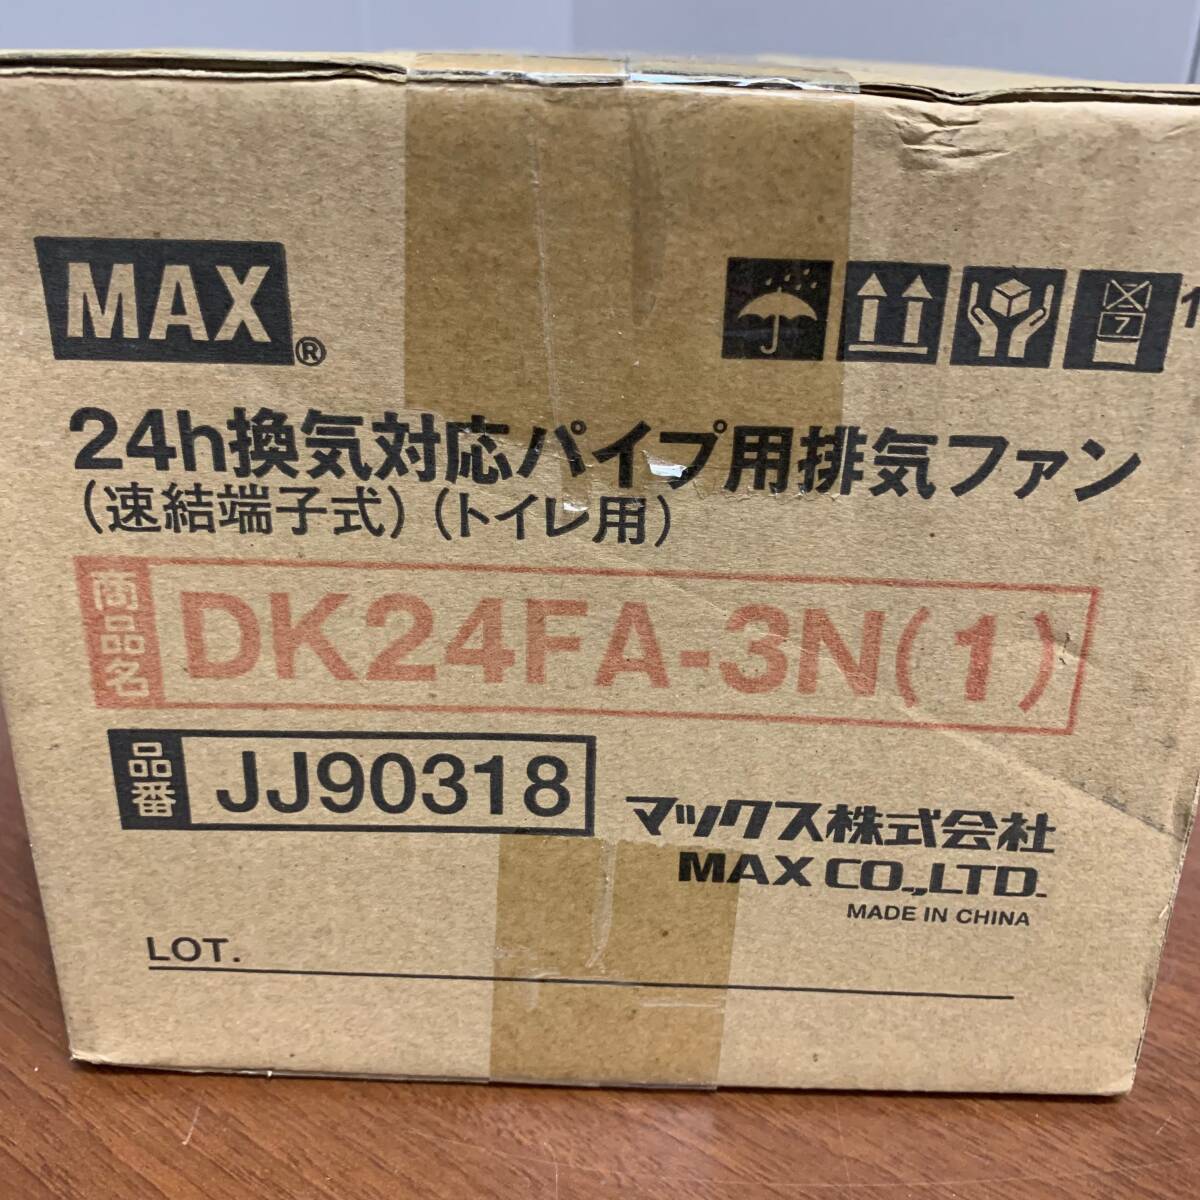 MAX®
7
1
24h換気対応パイプ用排気ファン
(速結端子式)(トイレ用)
商品名 DK24FA-3N(1)
品番 JJ90318
マックス株式会社
MAX CO.,LTD.
MADE IN CHINA
LOT.